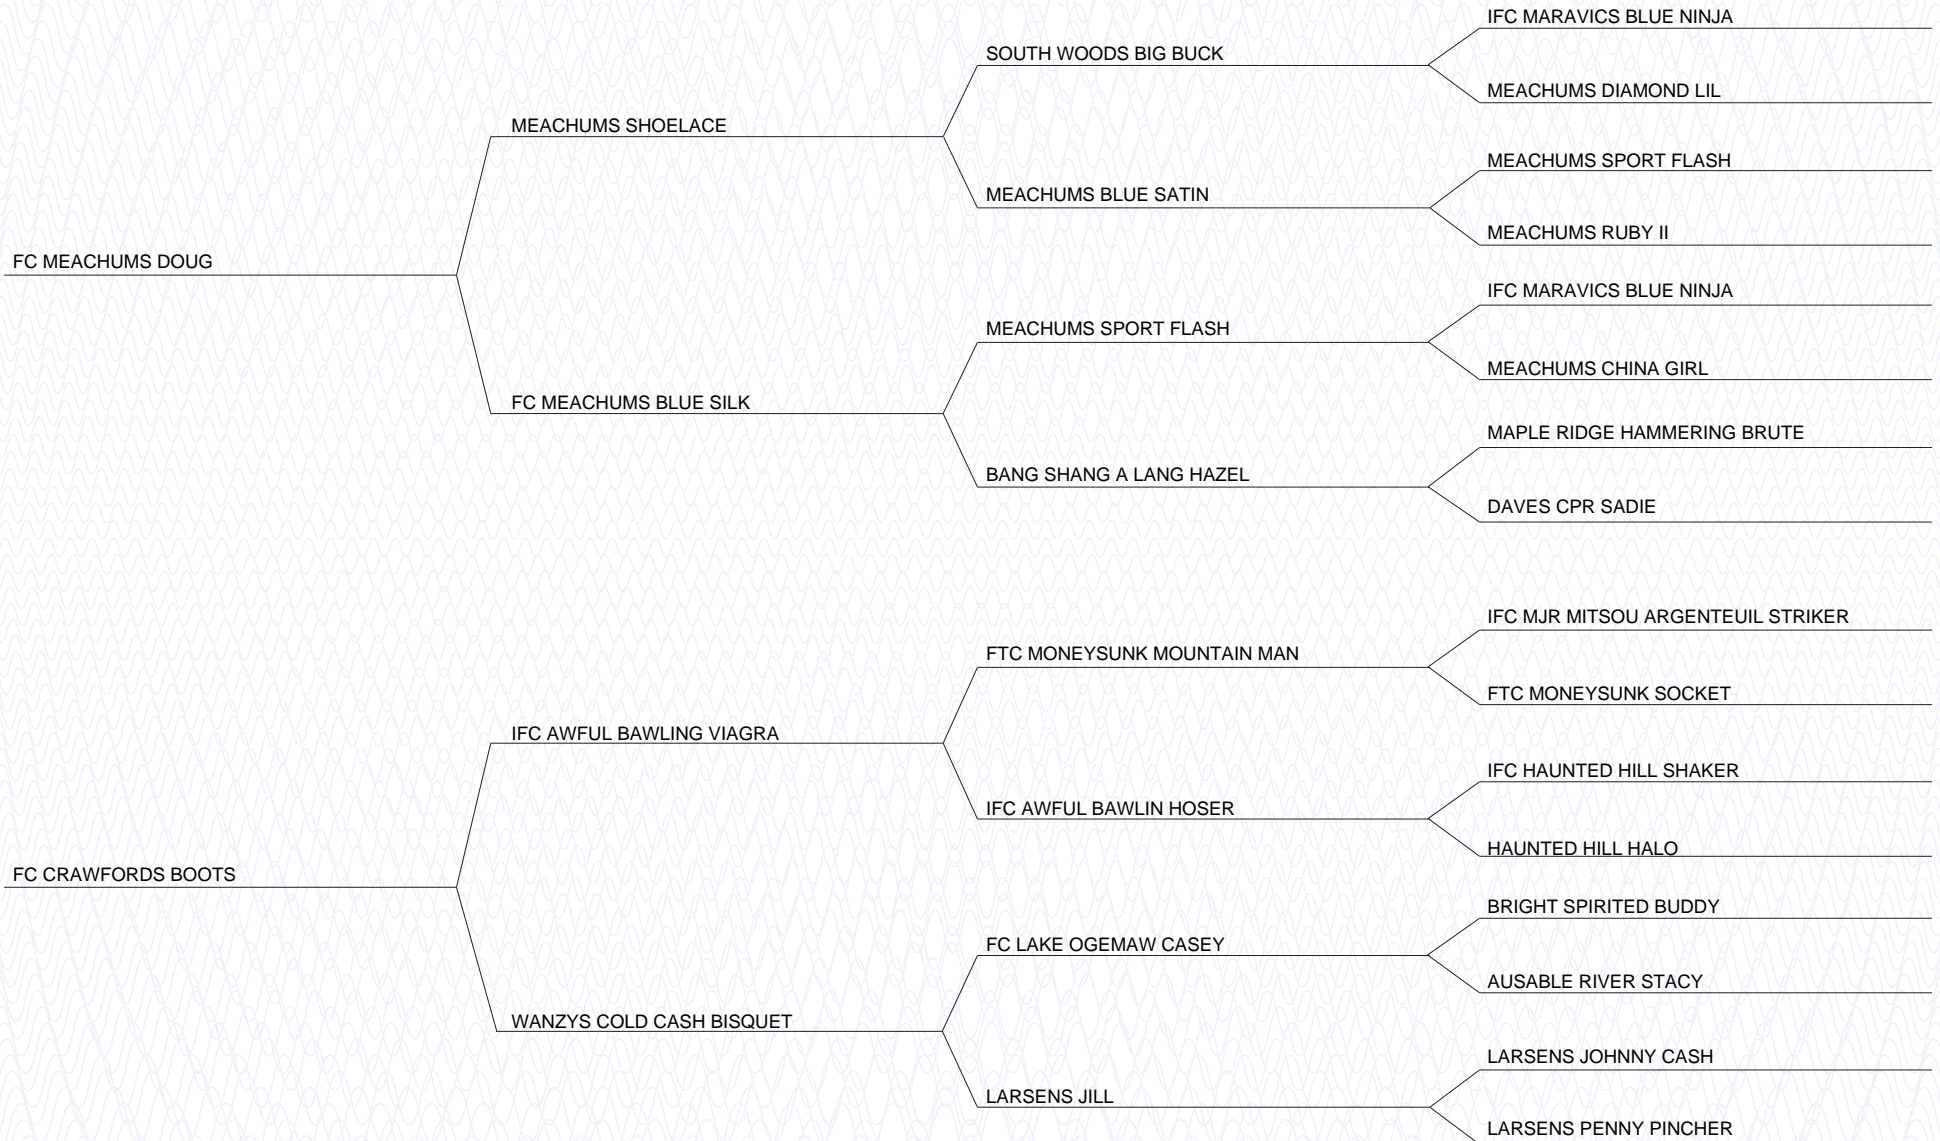 IFC MARAVICS BLUE NINJA
SOUTH WOODS BIG BUCK
MEACHUMS DIAMOND LIL
MEACHUMS SHOELACE
MEACHUMS SPORT FLASH
MEACHUMS BLUE SATIN
MEACHUMS RUBY II
FC MEACHUMS DOUG
IFC MARAVICS BLUE NINJA
MEACHUMS SPORT FLASH
MEACHUMS CHINA GIRL
FC MEACHUMS BLUE SILK
MAPLE RIDGE HAMMERING BRUTE
BANG SHANG A LANG HAZEL
DAVES CPR SADIE
IFC MJR MITSOU ARGENTEUIL STRIKER
FTC MONEYSUNK MOUNTAIN MAN
FTC MONEYSUNK SOCKET
IFC AWFUL BAWLING VIAGRA
IFC HAUNTED HILL SHAKER
IFC AWFUL BAWLIN HOSER
HAUNTED HILL HALO
FC CRAWFORDS BOOTS
BRIGHT SPIRITED BUDDY
FC LAKE OGEMAW CASEY
AUSABLE RIVER STACY
WANZYS COLD CASH BISQUET
LARSENS JOHNNY CASH
LARSENS JILL
LARSENS PENNY PINCHER